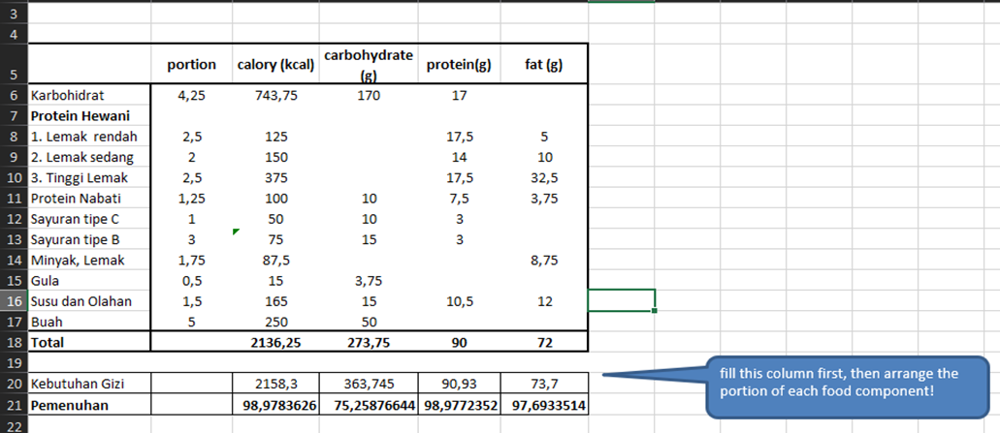 3
4
5 portion calory (kcal) carbohydrate (g) protein(g) fat (g)
6 Karbohidrat 4,25 743,75 170 17
7 Protein Hewani
8 1. Lemak rendah 2,5 125 17,5 5
9 2. Lemak sedang 2 150 14 10
10 3. Tinggi Lemak 2,5 375 17,5 32,5
11 Protein Nabati 1,25 100 10 7,5 3,75
12 Sayuran tipe C 1 50 10 3
13 Sayuran tipe B 3 75 15 3
14 Minyak, Lemak 1,75 87,5 8,75
15 Gula 0,5 15 3,75
16 Susu dan Olahan 1,5 165 15 10,5 12
17 Buah 5 250 50
18 Total 2136,25 273,75 90 72
19
20 Kebutuhan Gizi 2158,3 363,745 90,93 73,7
21 Pemenuhan 98,9783626 75,25876644 98,9772352 97,6933514
22
fill this column first, then arrange the
portion of each food component!